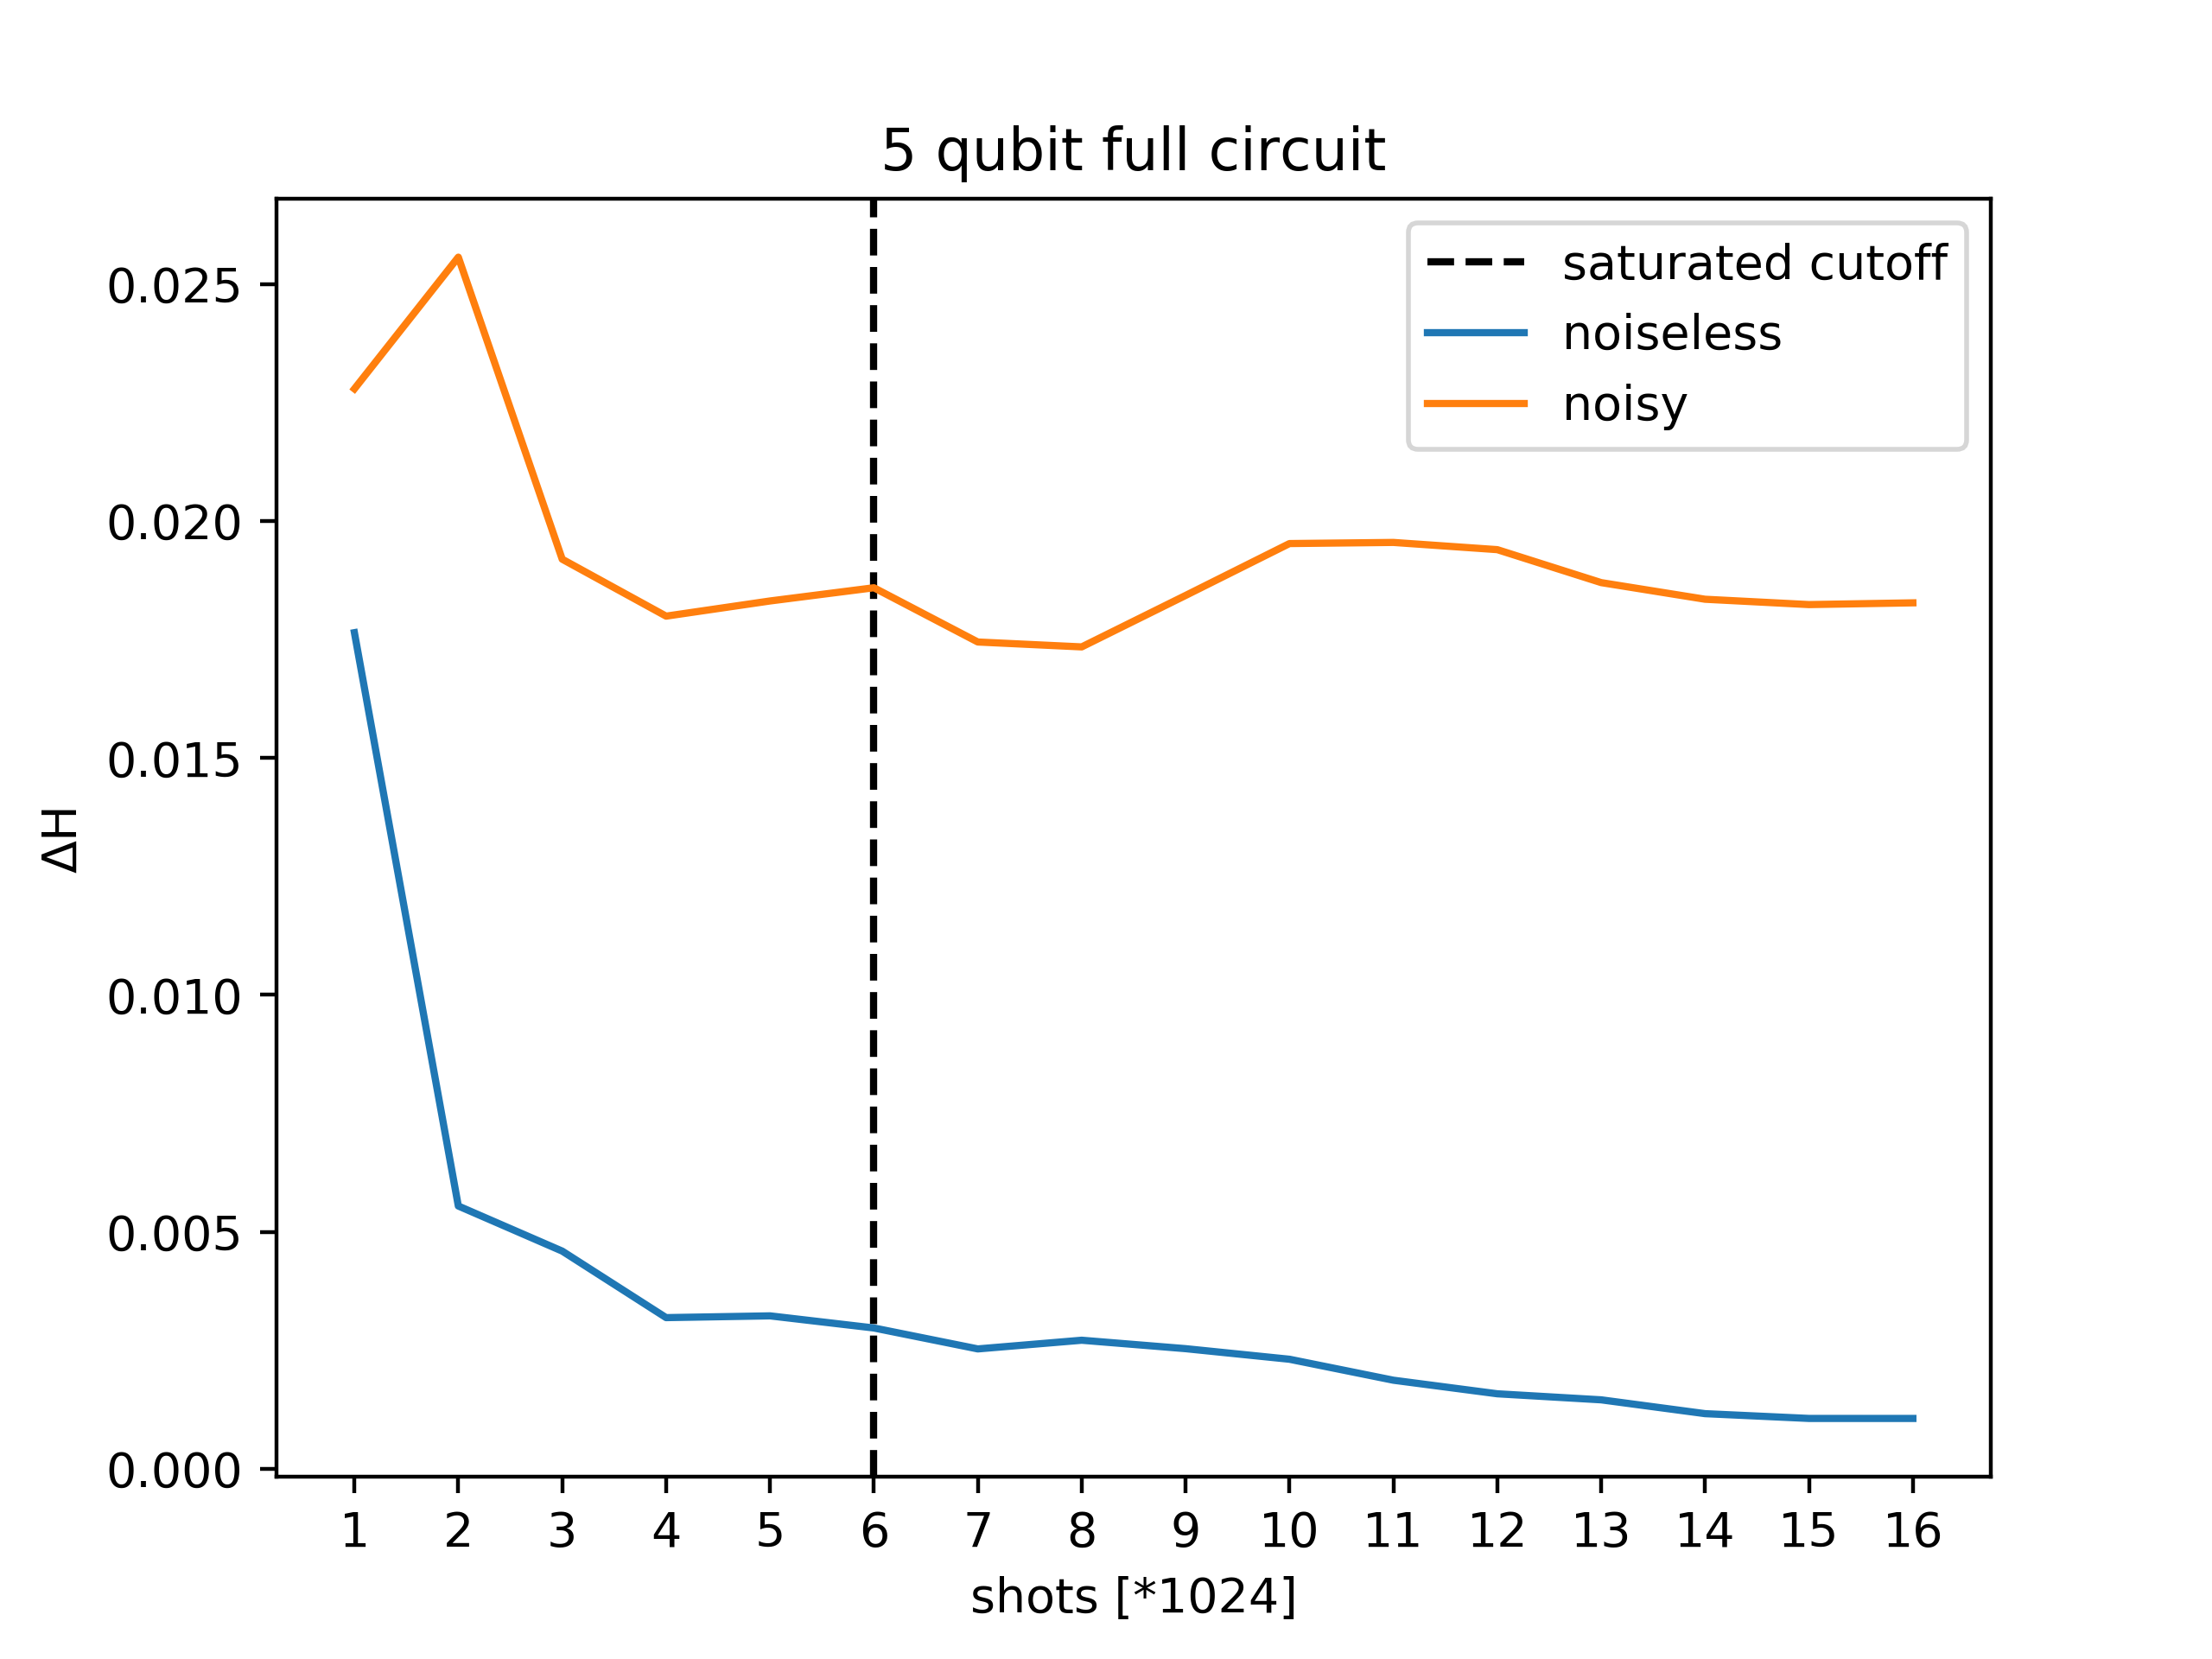 5 qubit full circuit
saturated cutoff
noiseless
noisy
0.025
0.020
0.015
0.010
0.005
0.000
ΔH
1 2 3 4 5 6 7 8 9 10 11 12 13 14 15 16
shots [*1024]